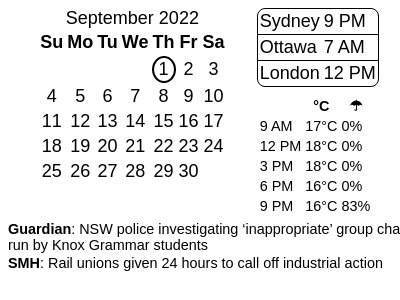 September 2022
Su Mo Tu We Th Fr Sa
1 2 3
4 5 6 7 8 9 10
11 12 13 14 15 16 17
18 19 20 21 22 23 24
25 26 27 28 29 30
Sydney 9 PM
Ottawa 7 AM
London 12 PM
°C ☂
9 AM 17°C 0%
12 PM 18°C 0%
3 PM 18°C 0%
6 PM 16°C 0%
9 PM 16°C 83%
Guardian: NSW police investigating ‘inappropriate’ group cha
run by Knox Grammar students
SMH: Rail unions given 24 hours to call off industrial action